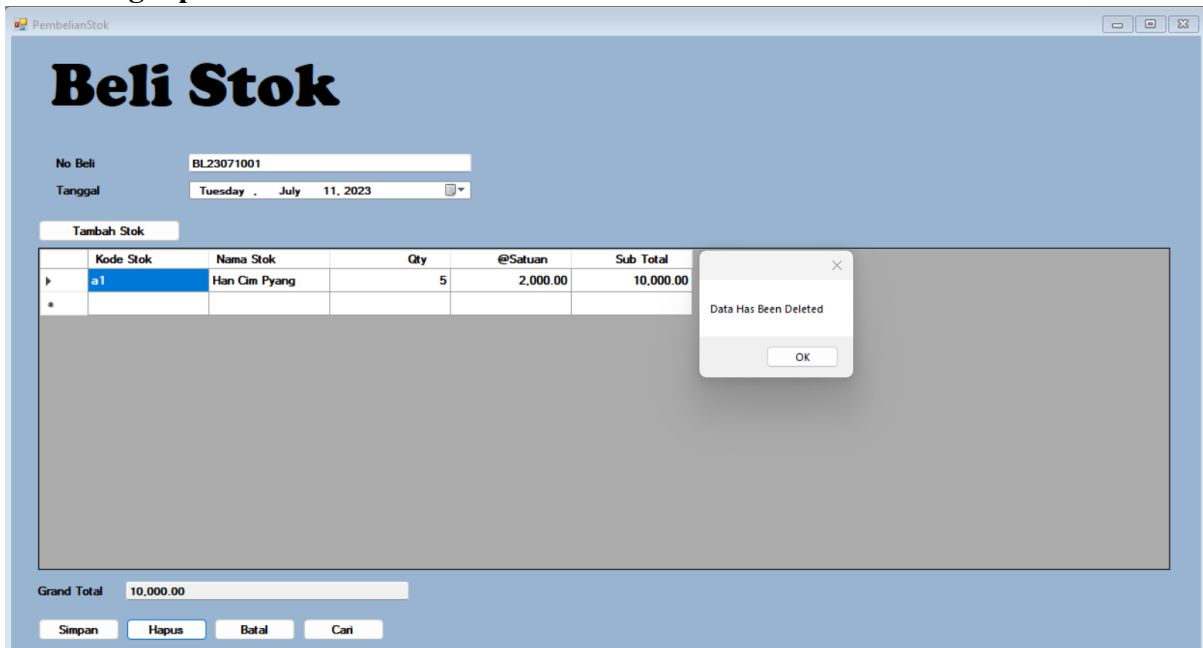 PembelianStok
Beli Stok
No Beli BL23071001
Tanggal Tuesday , July 11, 2023
Tambah Stok
Kode Stok Nama Stok Qty @Satuan Sub Total
a1 Han Cim Pyang 5 2,000.00 10,000.00
Data Has Been Deleted
OK
Grand Total 10,000.00
Simpan Hapus Batal Cari